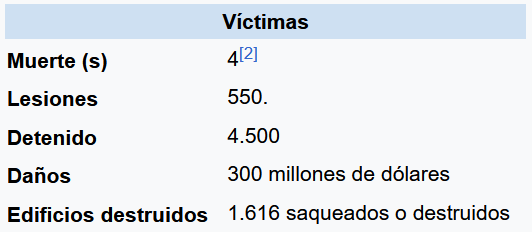 Víctimas
Muerte (s) 4[2]
Lesiones 550.
Detenido 4.500
Daños 300 millones de dólares
Edificios destruidos 1.616 saqueados o destruidos